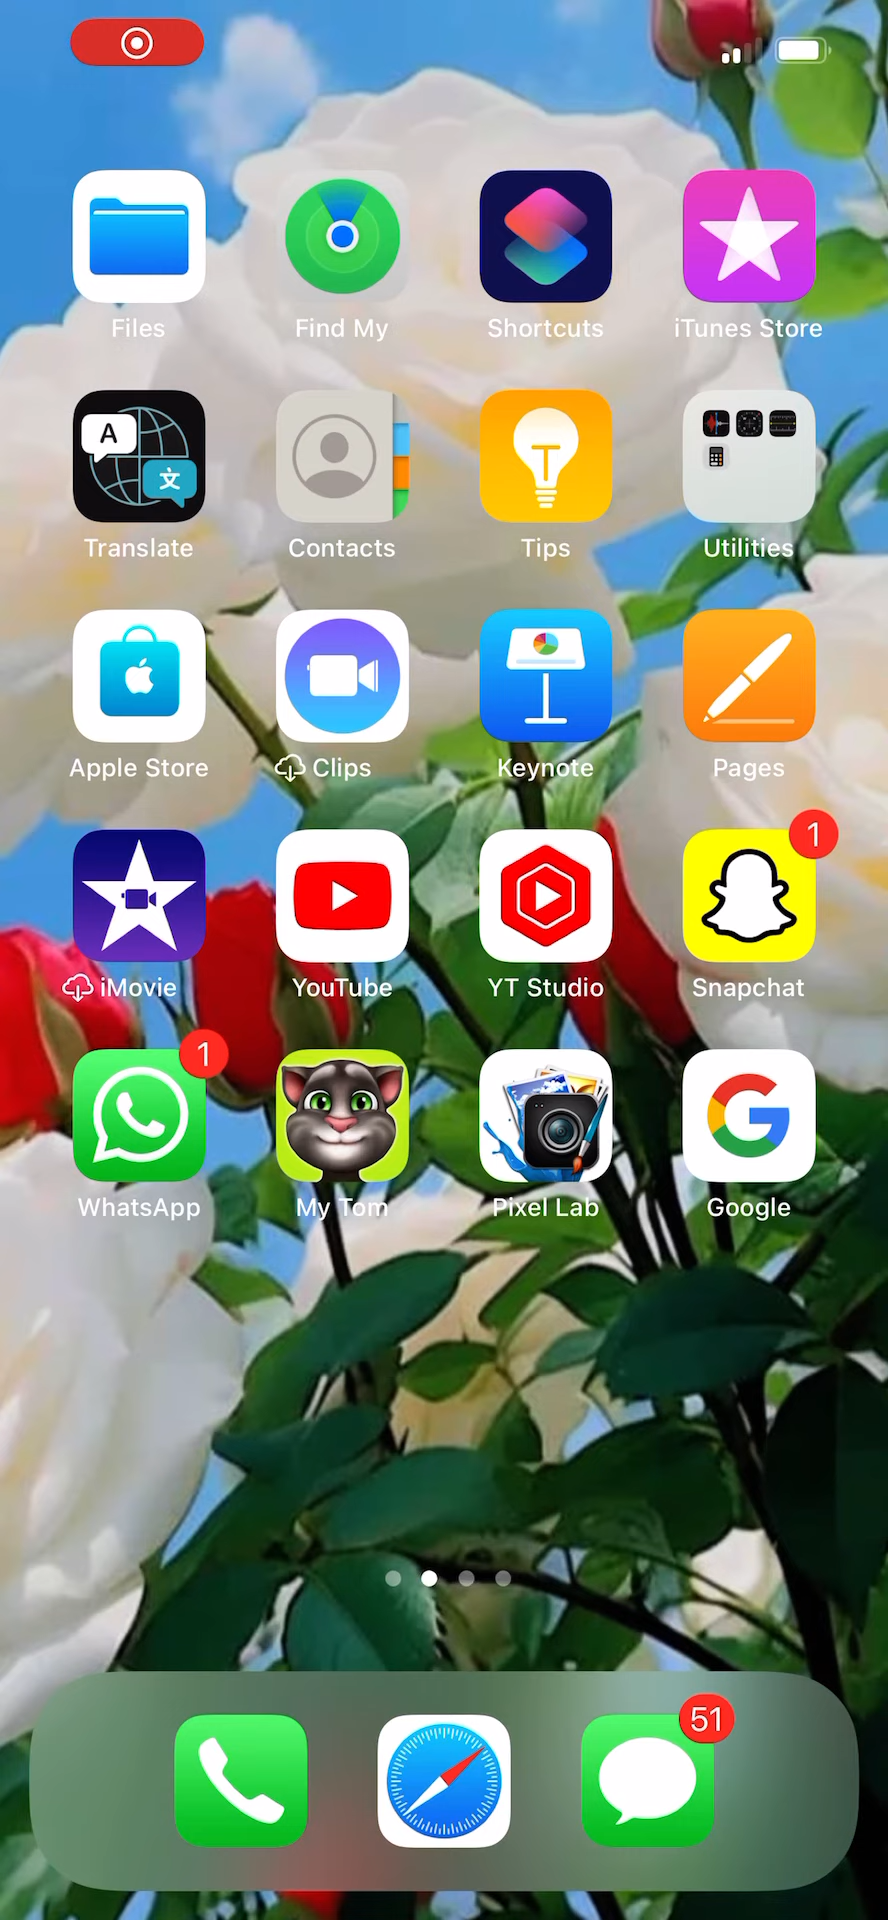 Files
Find My
Shortcuts
iTunes Store
A
文
Translate
Contacts
Tips
Utilities
Apple Store
Clips
Keynote
Pages
1
iMovie
YouTube
YT Studio
Snapchat
1
G
WhatsApp
My Tom
Pixel Lab
Google
51